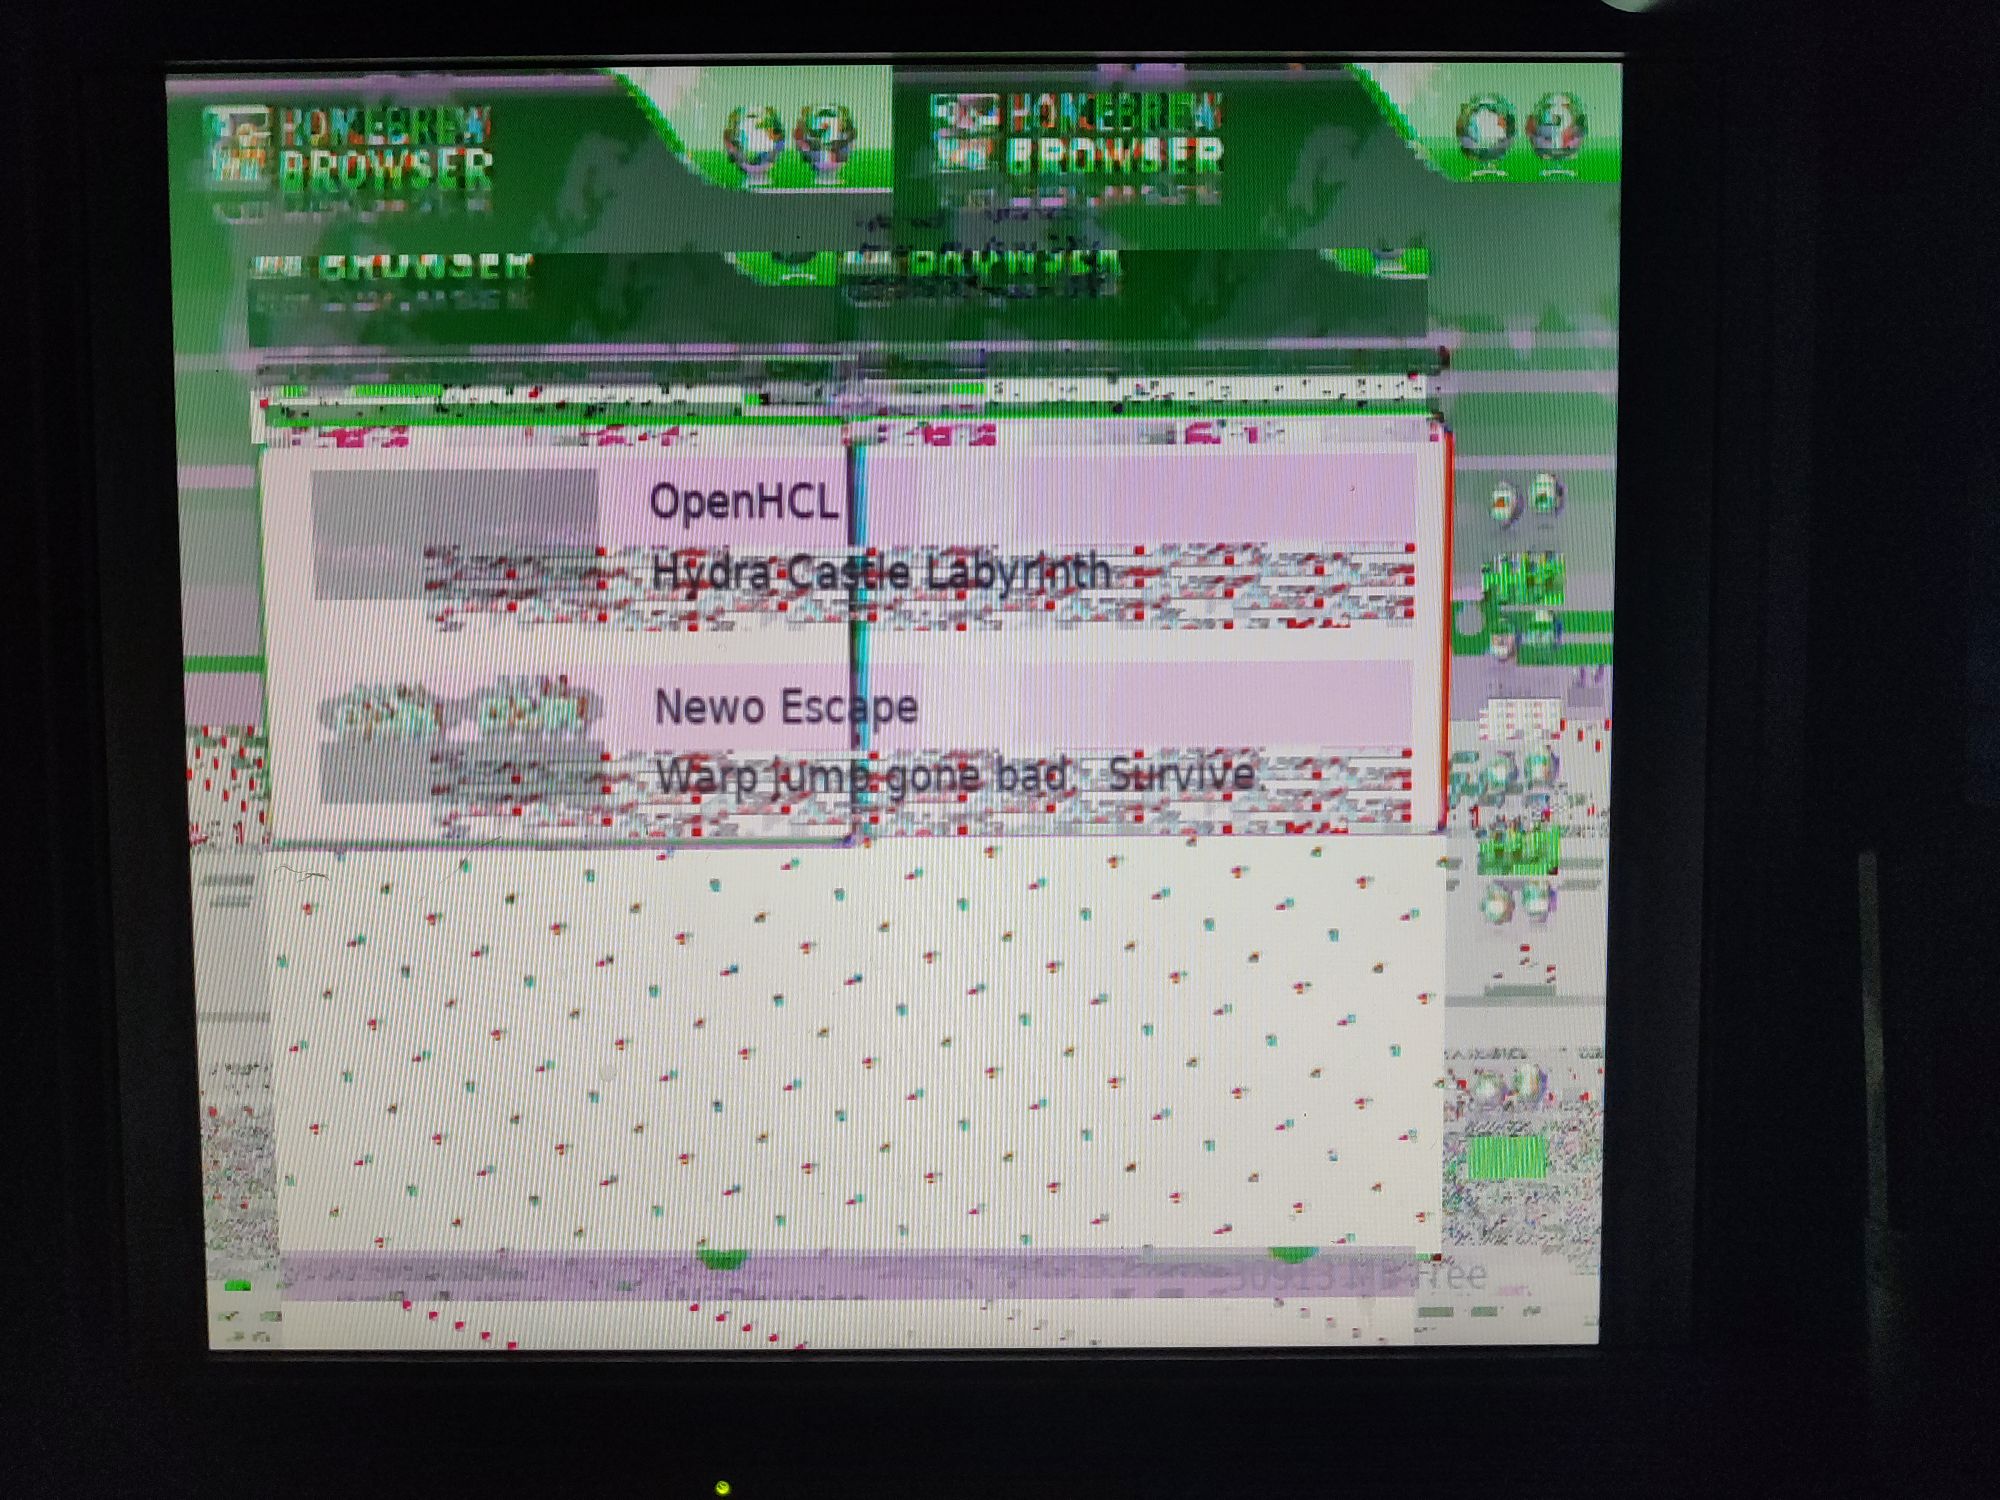 HOMEBREW HOMEBREW
BROWSER BROWSER
BROWSER BROWSER
OpenHCL
Hydra Castle Labyrinth
Newo Escape
Warp jump gone bad. Survive.
30913 MB Free